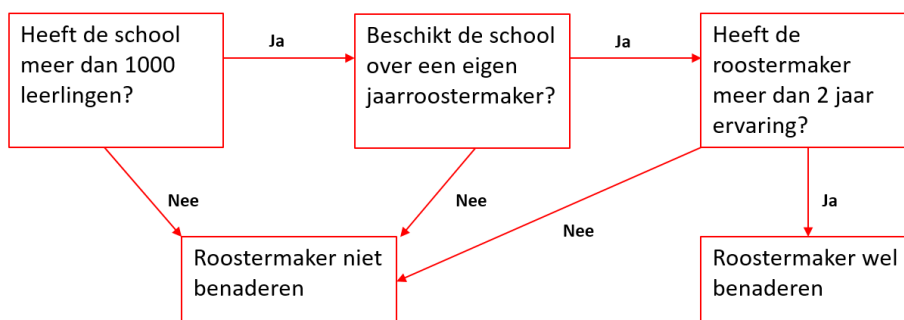 Heeft de school
meer dan 1000
leerlingen?
Ja
Beschikt de school
over een eigen
jaarroostermaker?
Ja
Heeft de
roostermaker
meer dan 2 jaar
ervaring?
Nee
Nee
Nee
Ja
Roostermaker niet
benaderen
Roostermaker wel
benaderen